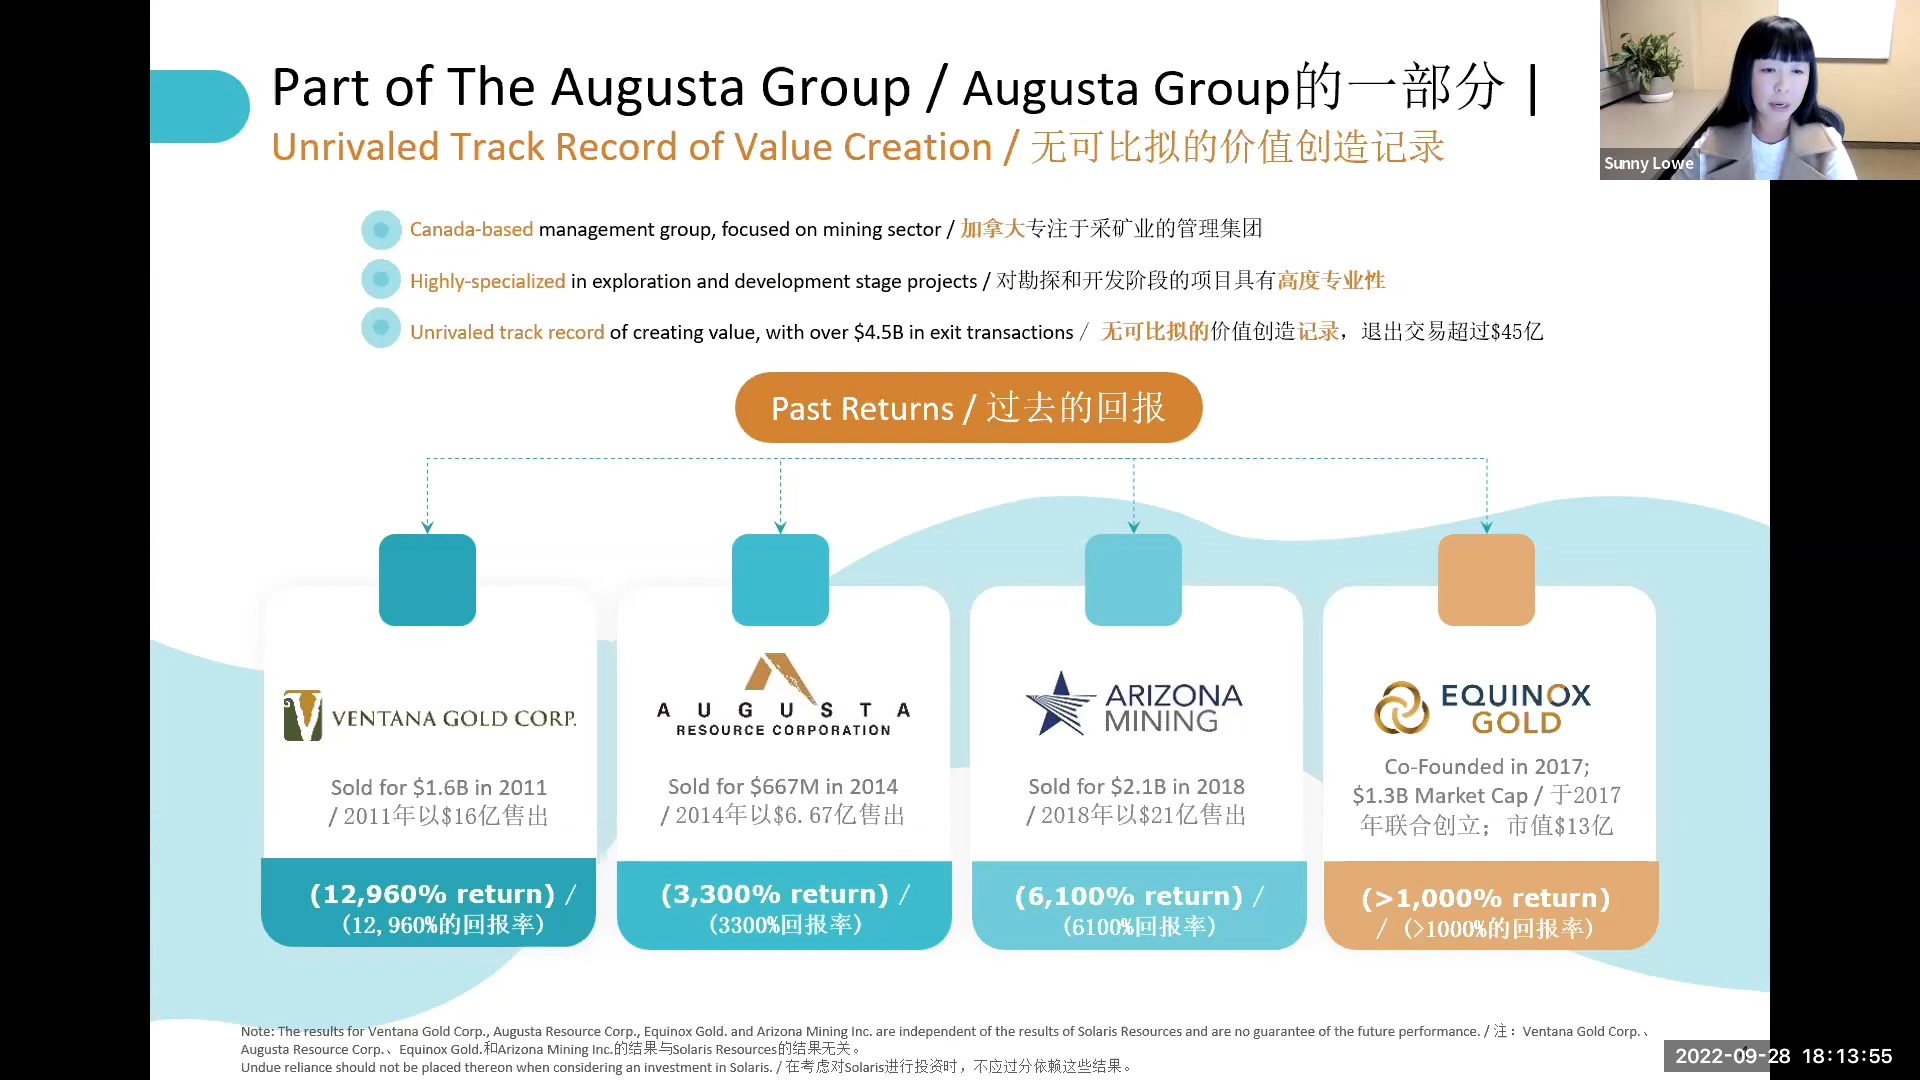 Part of The Augusta Group / Augusta Group的一部分 |
Unrivaled Track Record of Value Creation / 无可比拟的价值创造记录
Sunny Lowe
Canada-based management group, focused on mining sector / 加拿大专注于采矿业的管理集团
Highly-specialized in exploration and development stage projects / 对勘探和开发阶段的项目具有高度专业性
Unrivaled track record of creating value, with over $4.5B in exit transactions / 无可比拟的价值创造记录，退出交易超过$45亿
Past Returns / 过去的回报
VENTANA GOLD CORP.
Sold for $1.6B in 2011
/ 2011年以$16亿售出
(12,960% return) /
(12,960%的回报率)
AUGUSTA
RESOURCE CORPORATION
Sold for $667M in 2014
/ 2014年以$6.67亿售出
(3,300% return) /
(3300%回报率)
ARIZONA
MINING
Sold for $2.1B in 2018
/ 2018年以$21亿售出
(6,100% return) /
(6100%回报率)
EQUINOX
GOLD
Co-Founded in 2017;
$1.3B Market Cap / 于2017
年联合创立；市值$13亿
(>1,000% return)
/ (>1000%的回报率)
Note: The results for Ventana Gold Corp., Augusta Resource Corp., Equinox Gold. and Arizona Mining Inc. are independent of the results of Solaris Resources and are no guarantee of the future performance. / 注：Ventana Gold Corp.、
Augusta Resource Corp.、Equinox Gold.和Arizona Mining Inc.的结果与Solaris Resources的结果无关。
Undue reliance should not be placed thereon when considering an investment in Solaris. / 在考虑对Solaris进行投资时，不应过分依赖这些结果。
2022-09-28 18:13:55